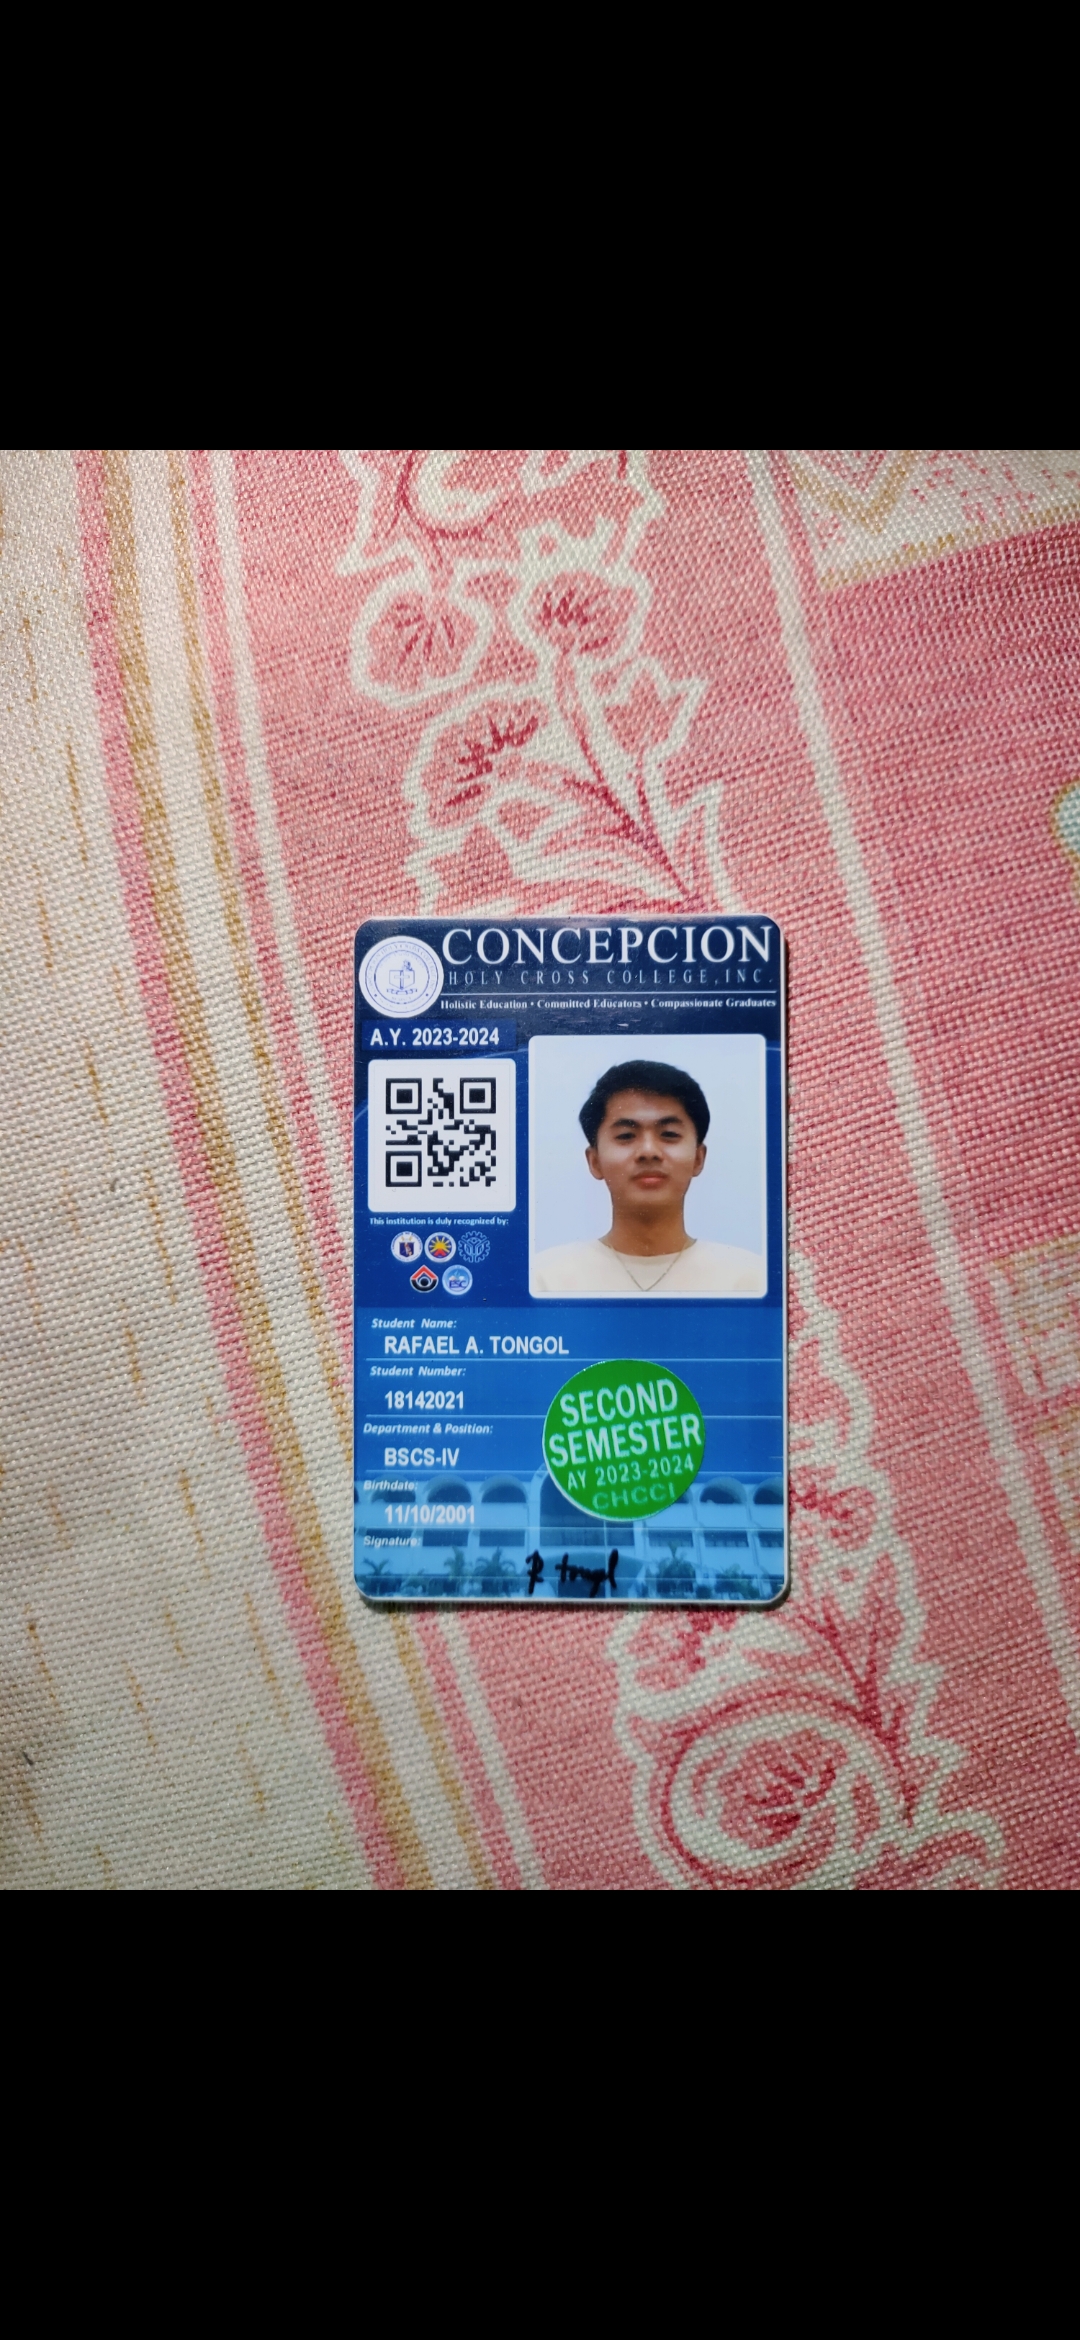 CONCEPCION
HOLY CROSS COLLEGE, INC.
Holistic Education • Committed Educators • Compassionate Graduates
A.Y. 2023-2024
This institution is duly recognized by:
Student Name:
RAFAEL A. TONGOL
Student Number:
18142021
Department & Position:
BSCS-IV
Birthdate:
11/10/2001
Signature:
SECOND
SEMESTER
AY 2023-2024
CHCCI